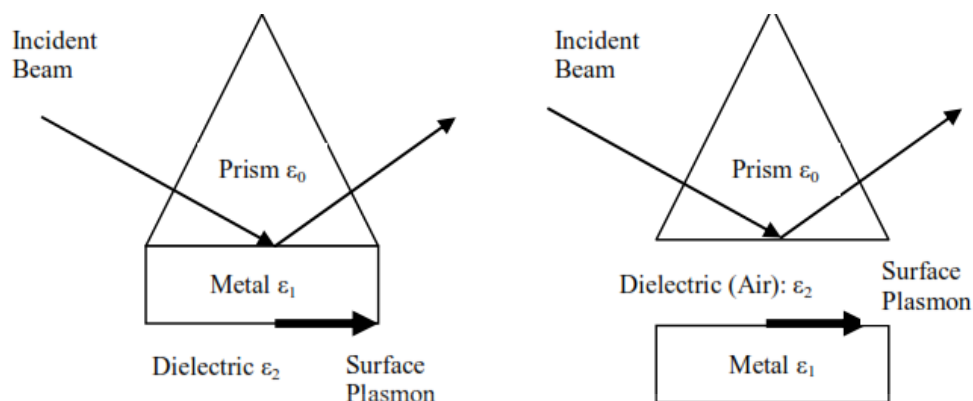 Incident
Beam
Prism ε₀
Metal ε₁
Dielectric ε₂
Surface
Plasmon
Incident
Beam
Prism ε₀
Dielectric (Air): ε₂
Surface
Plasmon
Metal ε₁